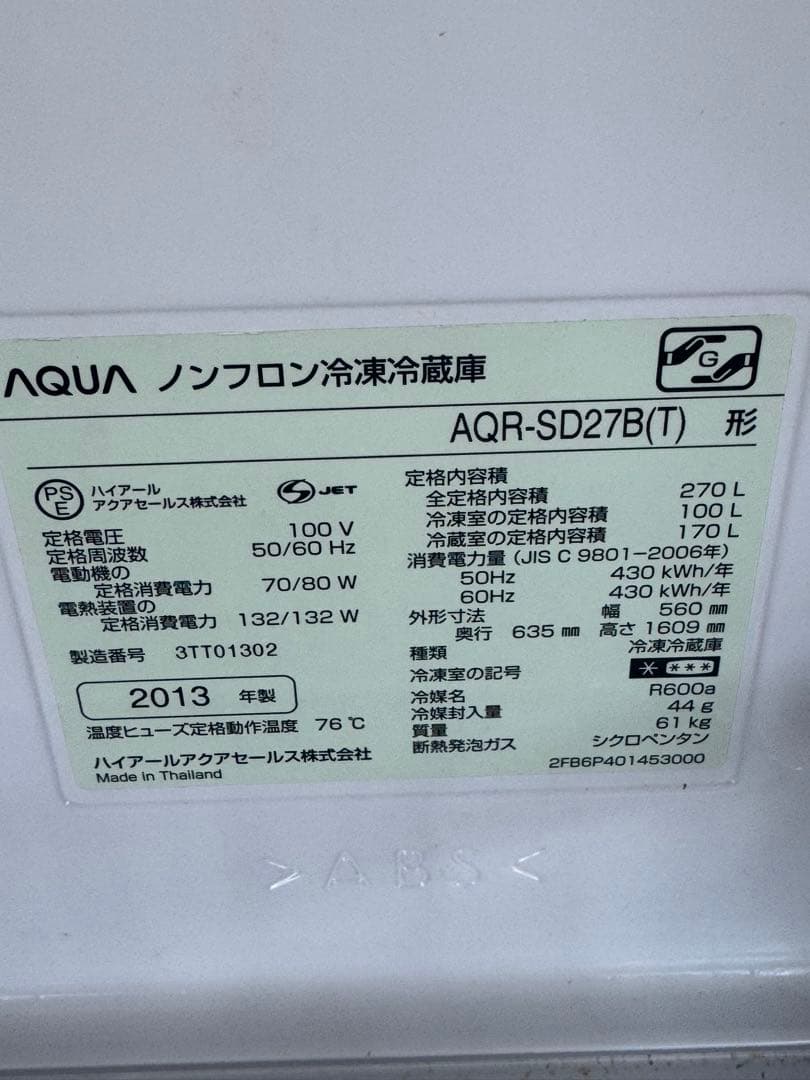 AQUA ノンフロン冷凍冷蔵庫
G
AQR-SD27B(T) 形
PS
E
ハイアール
アクアセールス株式会社
S JET
定格電圧 100 V
定格周波数 50/60 Hz
電動機の
定格消費電力 70/80 W
電熱装置の
定格消費電力 132/132 W
製造番号 3TT01302
2013 年製
温度ヒューズ定格動作温度 76℃
ハイアールアクアセールス株式会社
Made in Thailand
定格内容積
全定格内容積 270 L
冷凍室の定格内容積 100 L
冷蔵室の定格内容積 170 L
消費電力量 (JIS C 9801−2006年)
50Hz 430 kWh/年
60Hz 430 kWh/年
外形寸法 幅 560 mm
奥行 635 mm 高さ 1609 mm
種類 冷凍冷蔵庫
冷凍室の記号 * ***
冷媒名 R600a
冷媒封入量 44 g
質量 61 kg
断熱発泡ガス シクロペンタン
2FB6P401453000
>ABS<